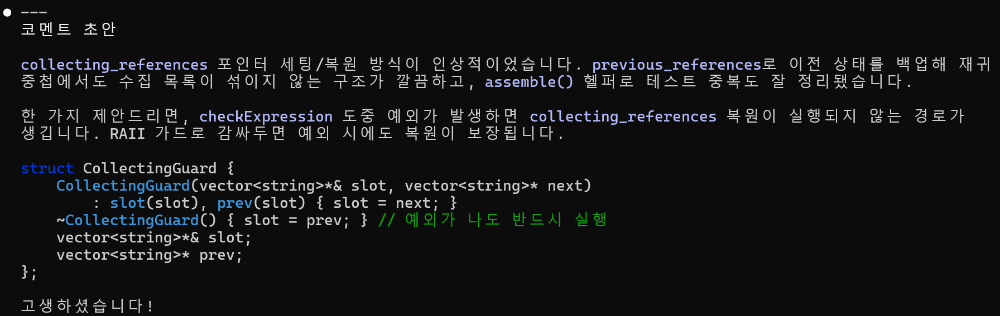 ● ---
코멘트 초안
collecting_references 포인터 세팅/복원 방식이 인상적이었습니다. previous_references로 이전 상태를 백업해 재귀
중첩에서도 수집 목록이 섞이지 않는 구조가 깔끔하고, assemble() 헬퍼로 테스트 중복도 잘 정리됐습니다.
한 가지 제안드리면, checkExpression 도중 예외가 발생하면 collecting_references 복원이 실행되지 않는 경로가
생깁니다. RAII 가드로 감싸두면 예외 시에도 복원이 보장됩니다.
struct CollectingGuard {
    CollectingGuard(vector<string>*& slot, vector<string>* next)
        : slot(slot), prev(slot) { slot = next; }
    ~CollectingGuard() { slot = prev; } // 예외가 나도 반드시 실행
    vector<string>*& slot;
    vector<string>* prev;
};
고생하셨습니다!